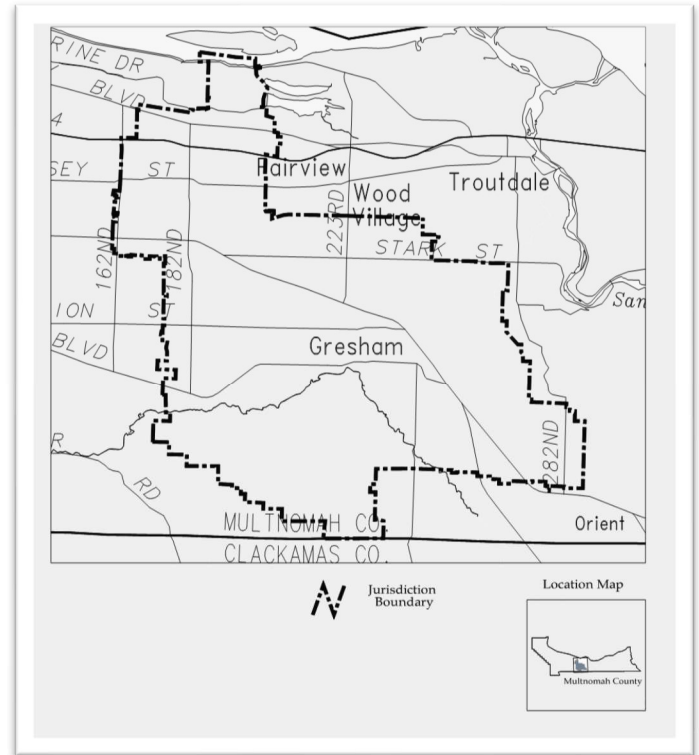 RINE DR
BLVD
4
SEY ST
Fairview
Wood
Village
Troutdale
223RD
162ND
182ND
STARK ST
San
ION ST
BLVD
Gresham
282ND
R
RD
MULTNOMAH CO.
CLACKAMAS CO.
Orient
Jurisdiction
Boundary
Location Map
Multnomah County